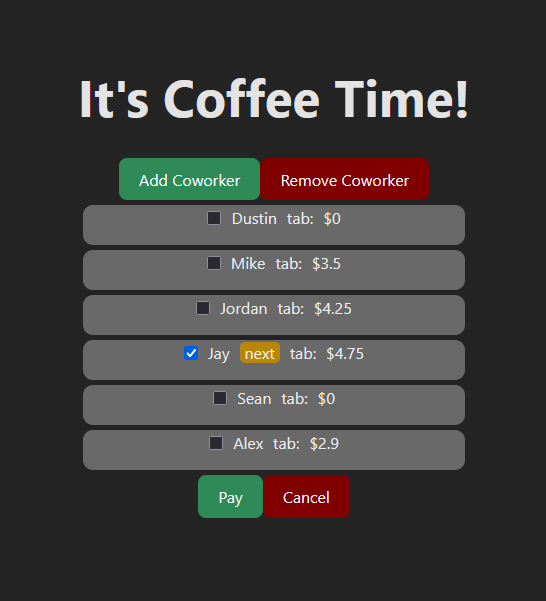 It's Coffee Time!
Add Coworker Remove Coworker
Dustin tab: $0
Mike tab: $3.5
Jordan tab: $4.25
Jay next tab: $4.75
Sean tab: $0
Alex tab: $2.9
Pay Cancel